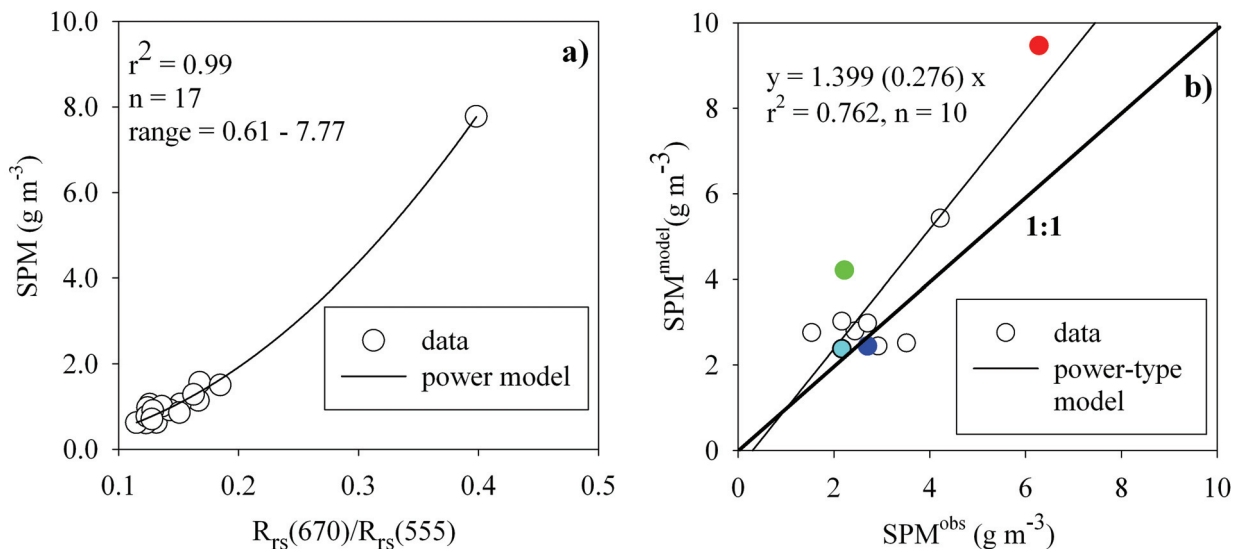 a)
r² = 0.99
n = 17
range = 0.61 - 7.77
10.0
8.0
6.0
4.0
2.0
0.0
SPM (g m⁻³)
data
power model
0.1
0.2
0.3
0.4
0.5
Rrs(670)/Rrs(555)
b)
y = 1.399 (0.276) x
r² = 0.762, n = 10
10
8
6
4
2
0
SPM^model(g m⁻³)
1:1
data
power-type
model
0
2
4
6
8
10
SPM^obs (g m⁻³)